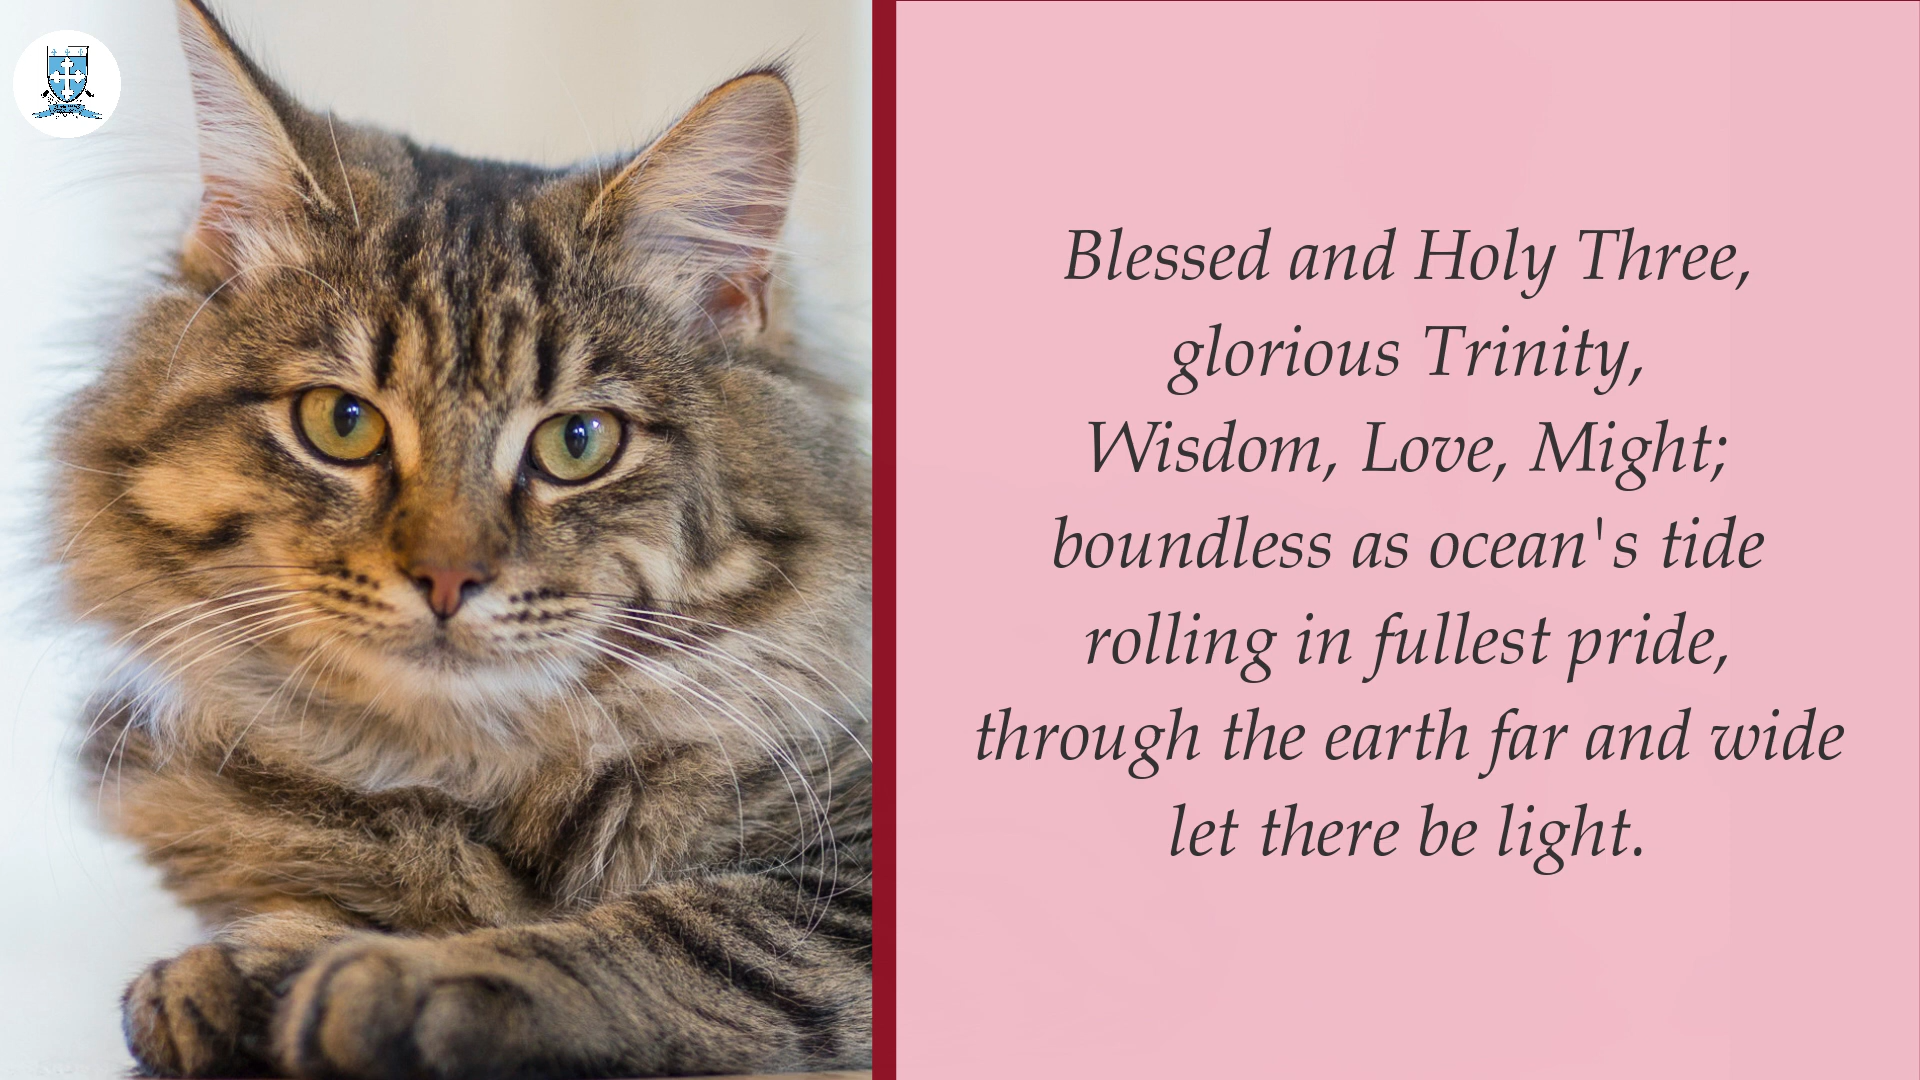 Blessed and Holy Three,
glorious Trinity,
Wisdom, Love, Might;
boundless as ocean's tide
rolling in fullest pride,
through the earth far and wide
let there be light.